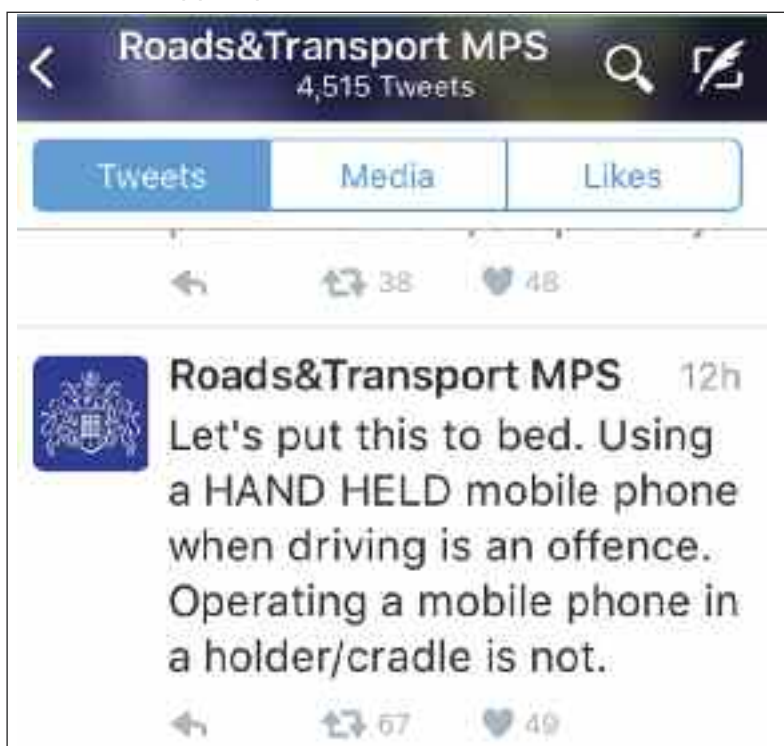 Roads&Transport MPS
4,515 Tweets
Tweets
Media
Likes
38
48
Roads&Transport MPS
12h
Let's put this to bed. Using
a HAND HELD mobile phone
when driving is an offence.
Operating a mobile phone in
a holder/cradle is not.
67
49